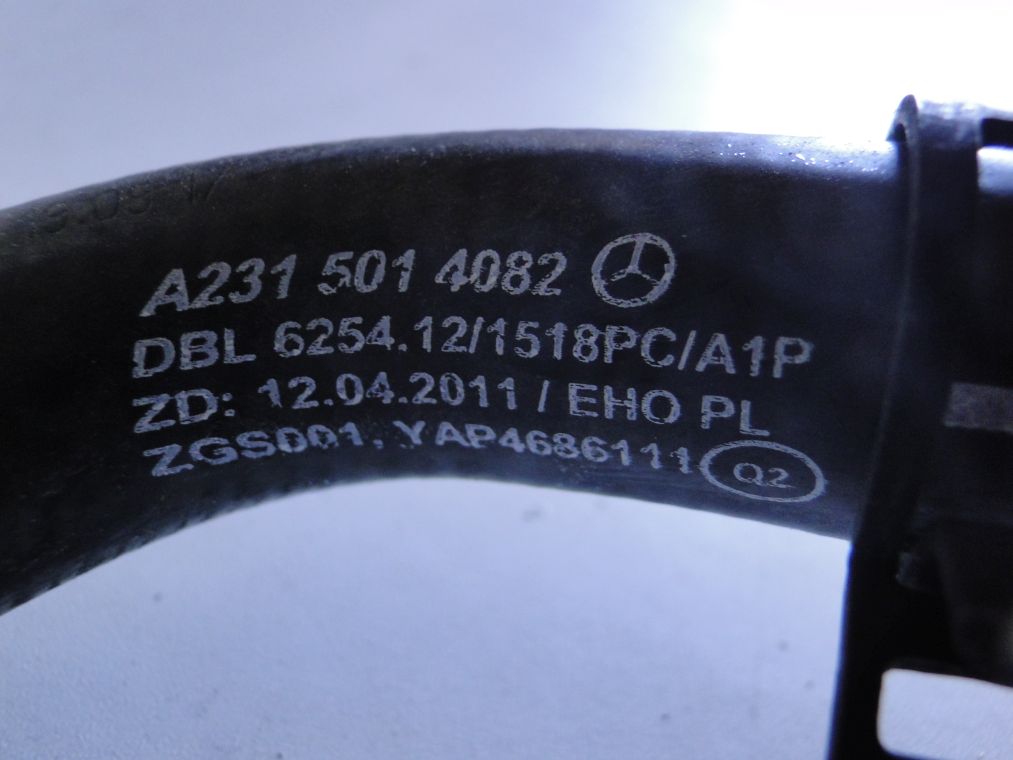 A231 501 4082
DBL 6254.12/1518PC/A1P
ZD: 12.04.2011 / EHO PL
ZGS001, YAP4686111 Q2